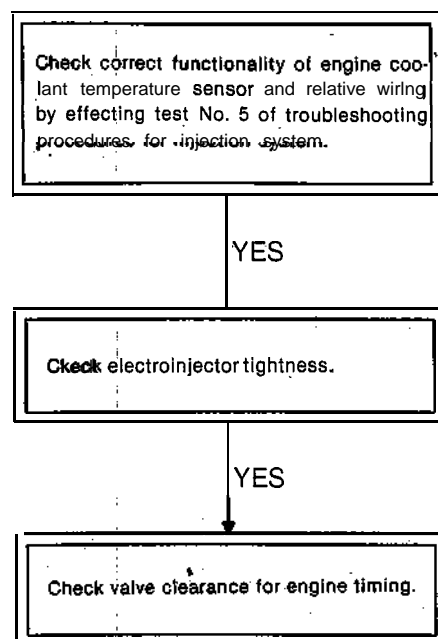 Check correct functionality of engine coo-
lant temperature sensor and relative wiring
by effecting test No. 5 of troubleshooting
procedures for injection system.
YES
Ckeck electroinjector tightness.
YES
Check valve clearance for engine timing.